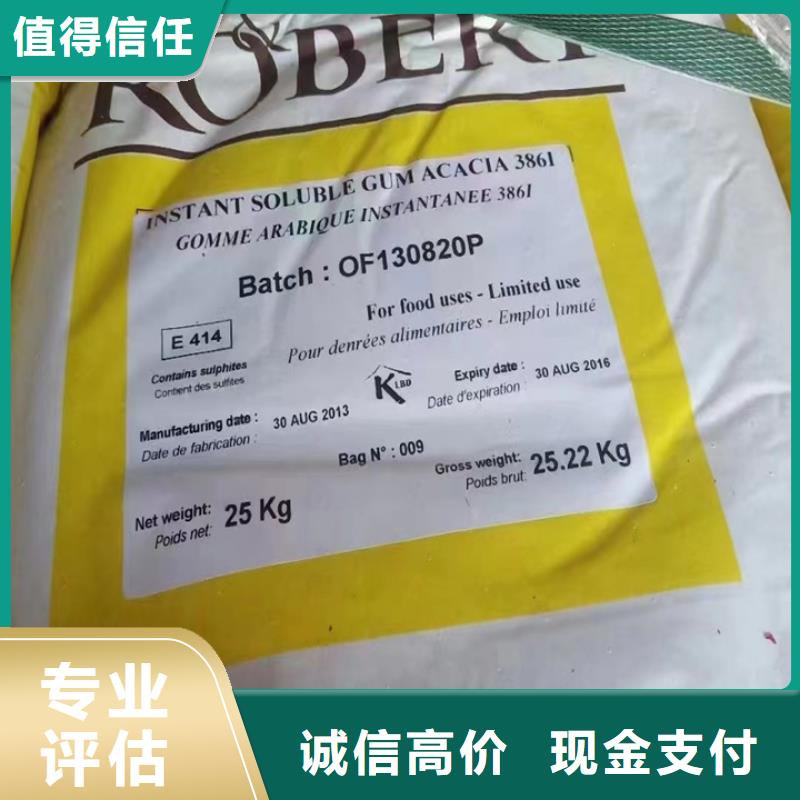 值得信任
INSTANT SOLUBLE GUM ACACIA 386I
GOMME ARABIQUE INSTANTANEE 386I
Batch : OF130820P
For food uses - Limited use
Pour denrées alimentaires - Emploi limité
E 414
Contains sulphites
Contient des sulfites
K LBD
Expiry date : 30 AUG 2016
Date d'expiration :
Manufacturing date : 30 AUG 2013
Date de fabrication :
Bag N° : 009
Gross weight: 25.22 Kg
Poids brut:
Net weight: 25 Kg
Poids net:
专业
评估
诚信高价 现金支付